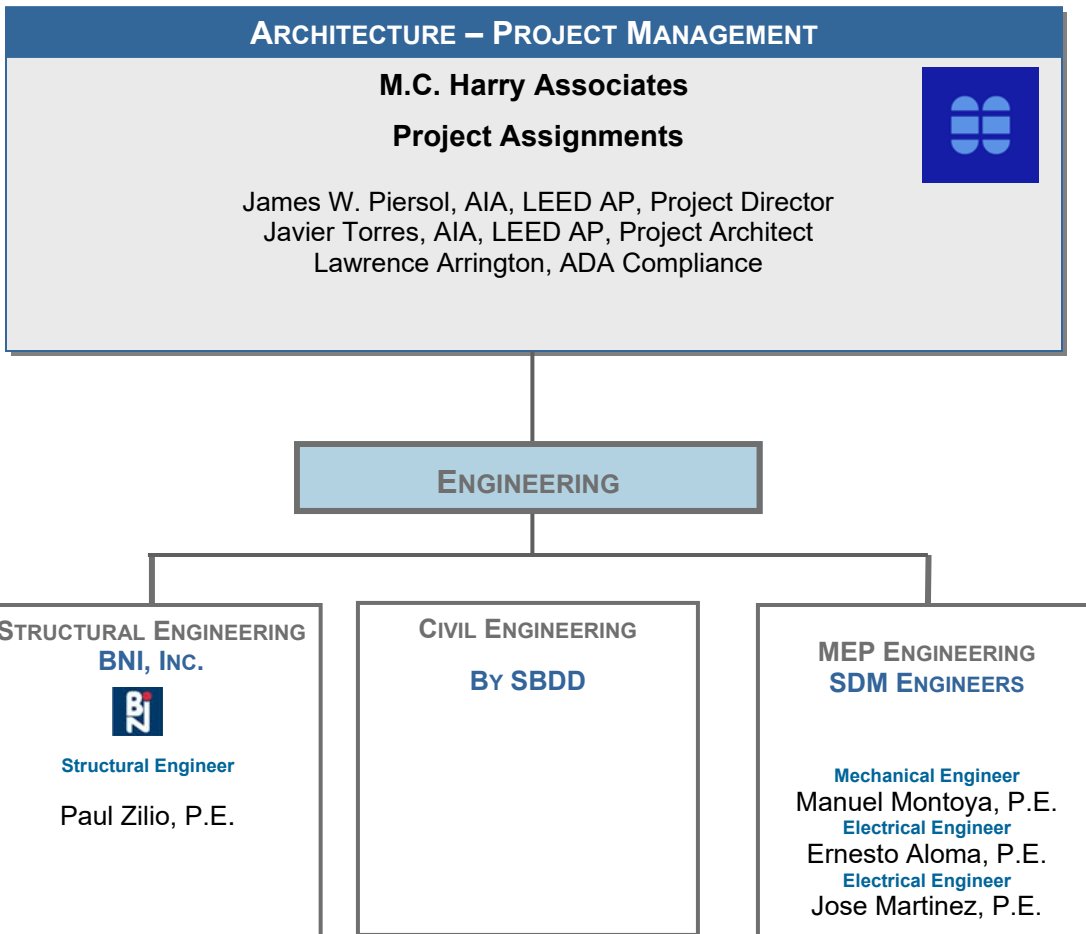 ARCHITECTURE – PROJECT MANAGEMENT
M.C. Harry Associates
Project Assignments
James W. Piersol, AIA, LEED AP, Project Director
Javier Torres, AIA, LEED AP, Project Architect
Lawrence Arrington, ADA Compliance
ENGINEERING
STRUCTURAL ENGINEERING
BNI, INC.
BNI
Structural Engineer
Paul Zilio, P.E.
CIVIL ENGINEERING
BY SBDD
MEP ENGINEERING
SDM ENGINEERS
Mechanical Engineer
Manuel Montoya, P.E.
Electrical Engineer
Ernesto Aloma, P.E.
Electrical Engineer
Jose Martinez, P.E.